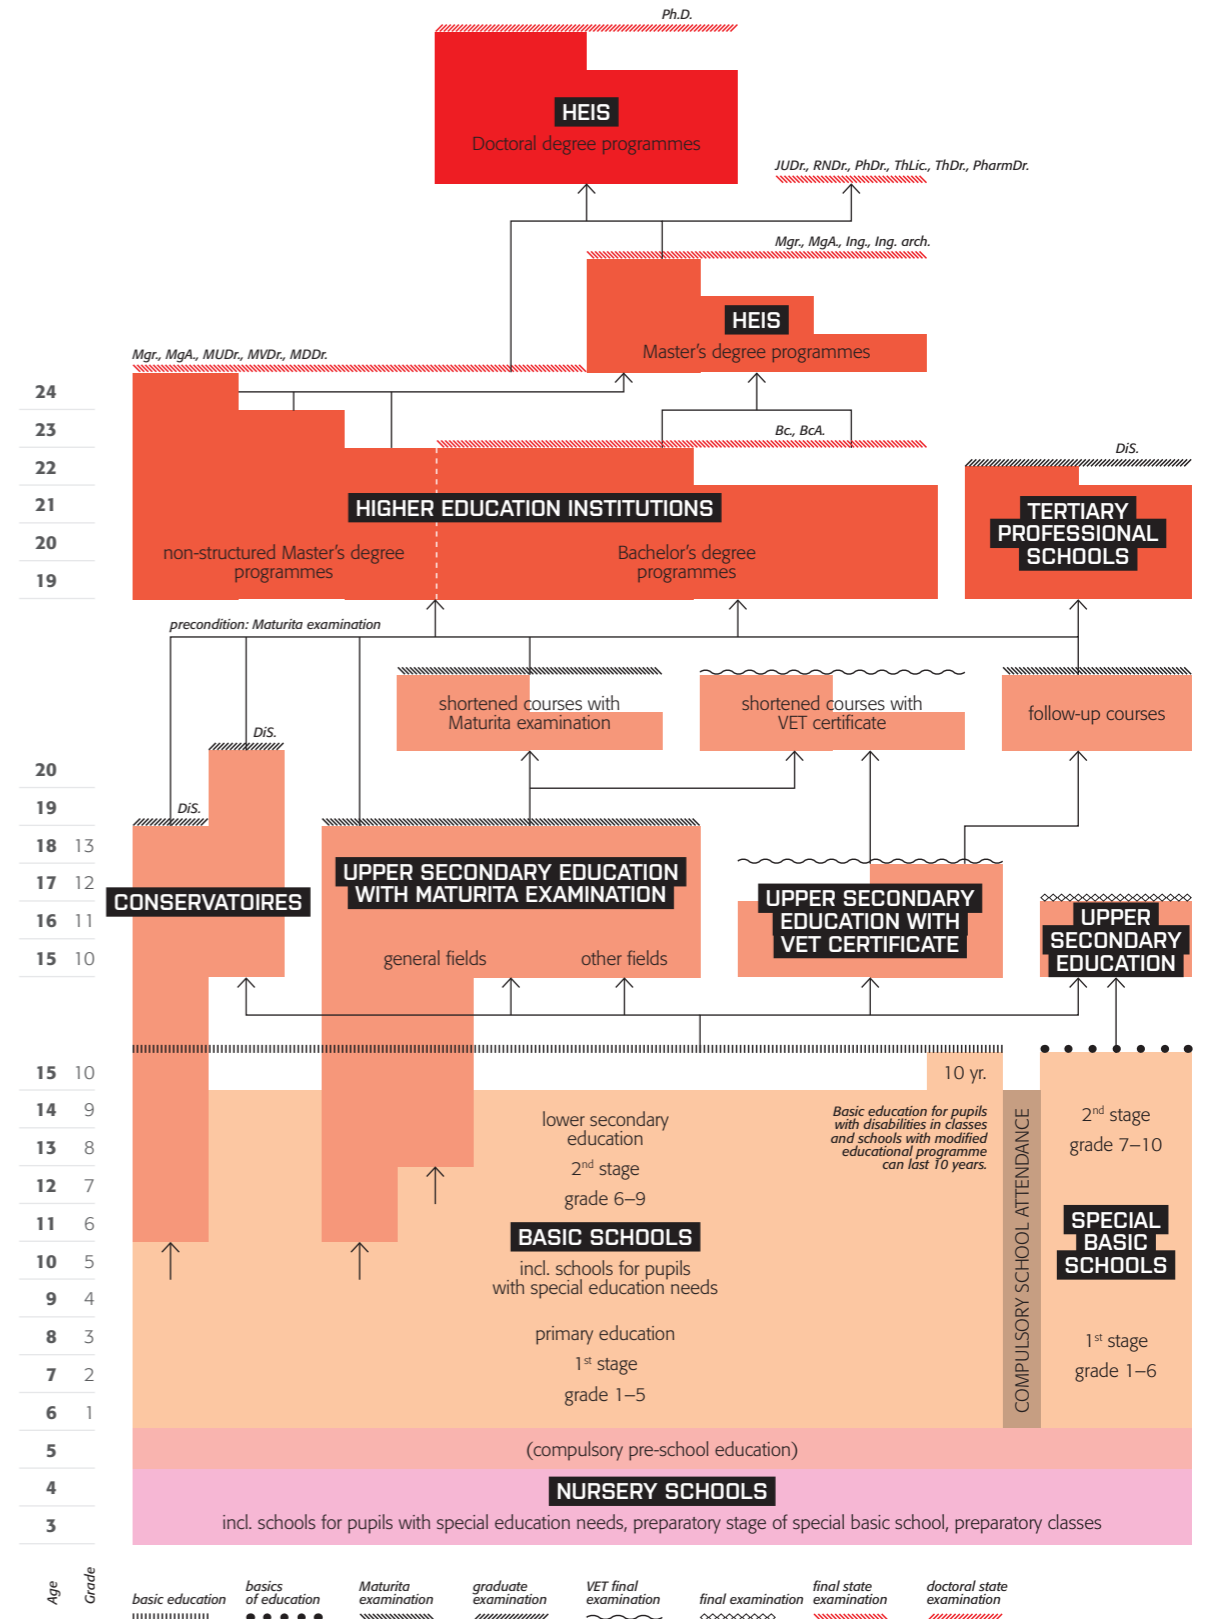 Ph.D.
HEIS
Doctoral degree programmes
JUDr., RNDr., PhDr., ThLic., ThDr., PharmDr.
Mgr., MgA., Ing., Ing. arch.
HEIS
Master's degree programmes
Mgr., MgA., MUDr., MVDr., MDDr.
24
23
Bc., BcA.
DiS.
22
21
HIGHER EDUCATION INSTITUTIONS
TERTIARY
PROFESSIONAL
SCHOOLS
20
non-structured Master's degree
programmes
Bachelor's degree
programmes
19
precondition: Maturita examination
shortened courses with
Maturita examination
shortened courses with
VET certificate
follow-up courses
DiS.
20
19
DiS.
18 13
17 12
16 11
15 10
CONSERVATOIRES
UPPER SECONDARY EDUCATION
WITH MATURITA EXAMINATION
general fields
other fields
UPPER SECONDARY
EDUCATION WITH
VET CERTIFICATE
UPPER
SECONDARY
EDUCATION
15 10
10 yr.
14 9
13 8
12 7
11 6
10 5
9 4
8 3
7 2
6 1
lower secondary
education
2nd stage
grade 6–9
BASIC SCHOOLS
incl. schools for pupils
with special education needs
primary education
1st stage
grade 1–5
Basic education for pupils
with disabilities in classes
and schools with modified
educational programme
can last 10 years.
COMPULSORY SCHOOL ATTENDANCE
2nd stage
grade 7–10
SPECIAL
BASIC
SCHOOLS
1st stage
grade 1–6
5
(compulsory pre-school education)
4
NURSERY SCHOOLS
3
incl. schools for pupils with special education needs, preparatory stage of special basic school, preparatory classes
Age
Grade
basic education
basics
of education
Maturita
examination
graduate
examination
VET final
examination
final examination
final state
examination
doctoral state
examination